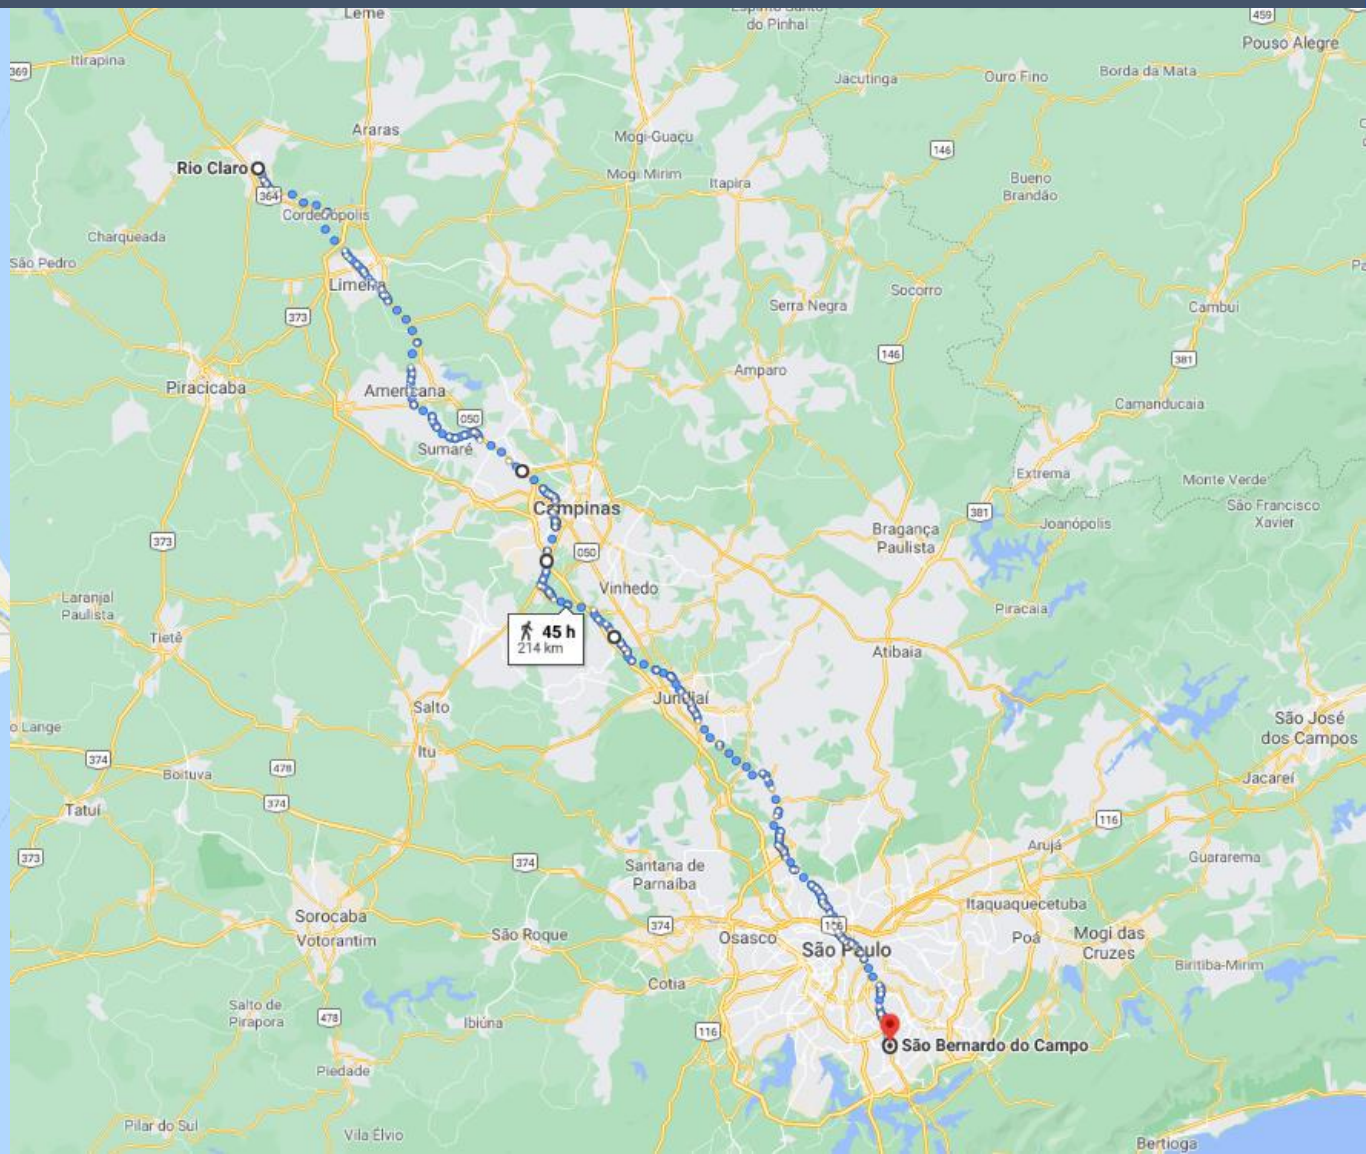 Leme
do Pinhal
459
Pouso Alegre
Itirapina
369
Jacutinga
Ouro Fino
Borda da Mata
Araras
Mogi-Guaçu
146
Rio Claro
Mogi Mirim
Itapira
Bueno
Brandão
364
Cordeirópolis
Charqueada
São Pedro
Limeira
Socorro
Serra Negra
Cambuí
373
146
381
Piracicaba
Americana
Amparo
Camanducaia
050
Sumaré
Extrema
Monte Verde
Campinas
381
São Francisco
Xavier
Joanópolis
Bragança
Paulista
373
050
Vinhedo
Laranjal
Paulista
Piracaia
Tietê
45 h
214 km
Atibaia
Jundiaí
Salto
São José
dos Campos
o Lange
Itu
374
478
Boituva
Jacareí
Tatuí
374
116
373
374
Santana de
Parnaíba
Arujá
Guararema
Itaquaquecetuba
Sorocaba
Votorantim
São Roque
374
Osasco
116
São Paulo
Poá
Mogi das
Cruzes
Biritiba-Mirim
Cotia
Salto de
Pirapora
478
Ibiúna
116
São Bernardo do Campo
Piedade
Pilar do Sul
Vila Élvio
Bertioga